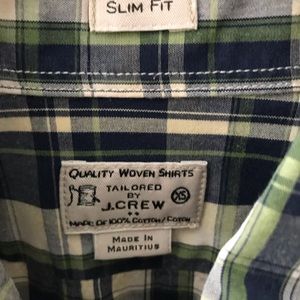 SLIM FIT
QUALITY WOVEN SHIRTS
TAILORED
BY
J.CREW
XS
MADE OF 100% COTTON/COTON
MADE IN
MAURITIUS